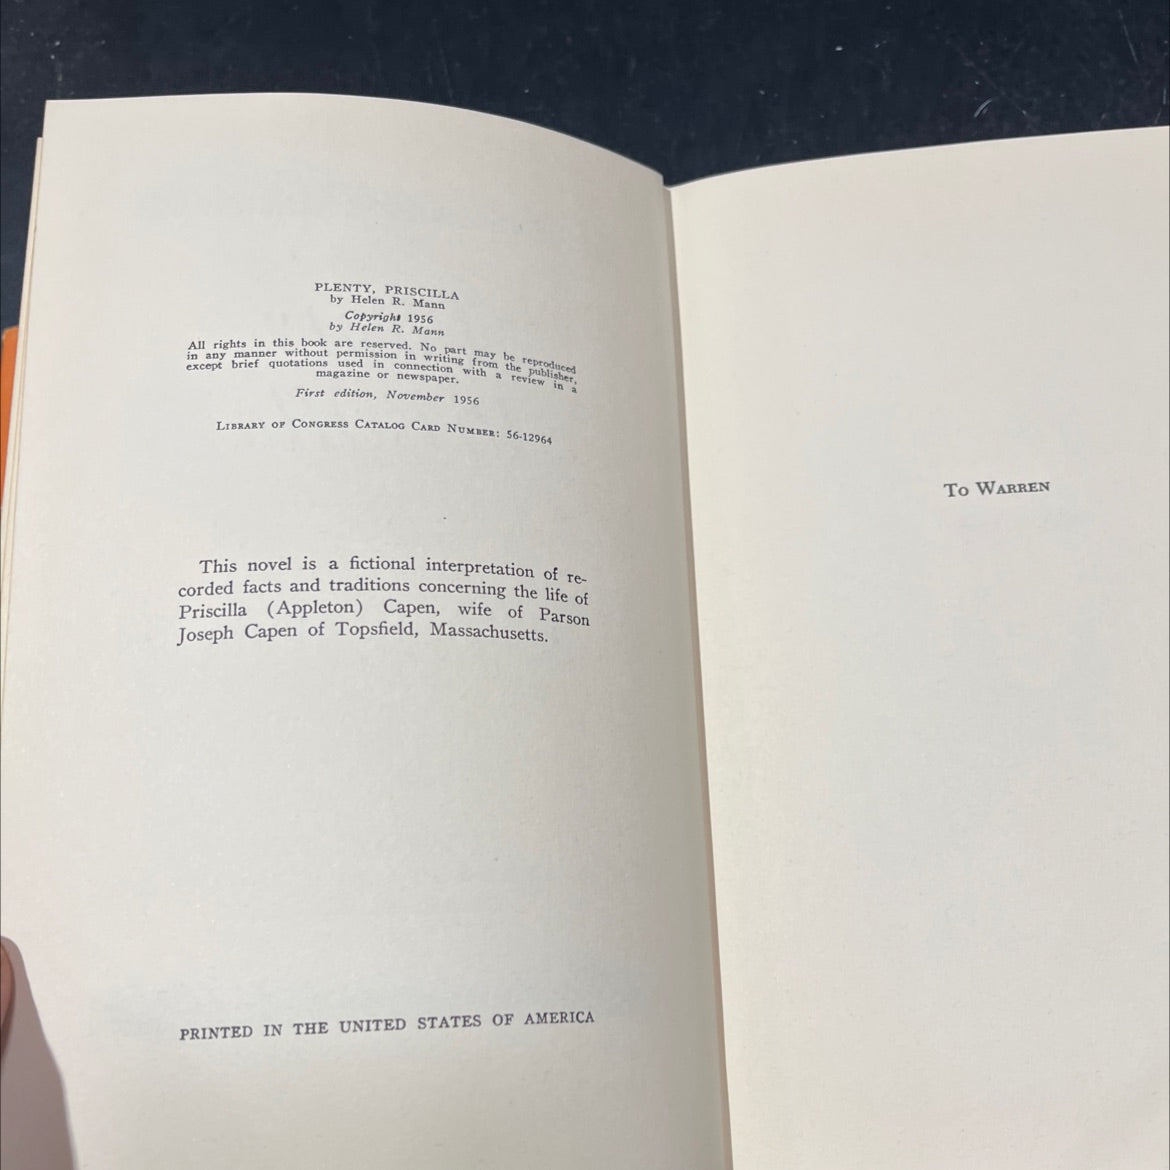 PLENTY, PRISCILLA
by Helen R. Mann
Copyright 1956
by Helen R. Mann
All rights in this book are reserved. No part may be reproduced
in any manner without permission in writing from the publisher,
except brief quotations used in connection with a review in a
magazine or newspaper.
First edition, November 1956
LIBRARY OF CONGRESS CATALOG CARD NUMBER: 56-12964
This novel is a fictional interpretation of re-
corded facts and traditions concerning the life of
Priscilla (Appleton) Capen, wife of Parson
Joseph Capen of Topsfield, Massachusetts.
PRINTED IN THE UNITED STATES OF AMERICA
TO WARREN